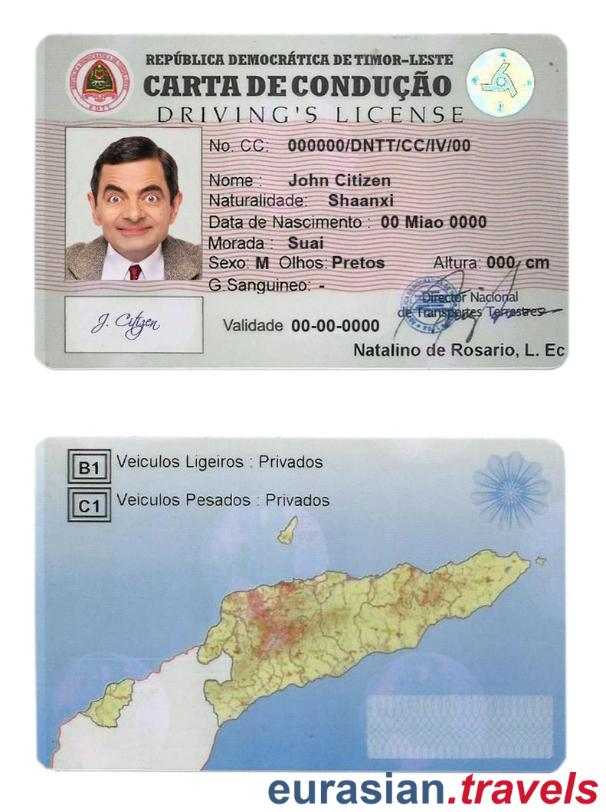 REPÚBLICA DEMOCRÁTICA DE TIMOR-LESTE
CARTA DE CONDUÇÃO
DRIVING'S LICENSE
No. CC: 000000/DNTT/CC/IV/00
Nome : John Citizen
Naturalidade: Shaanxi
Data de Nascimento : 00 Miao 0000
Morada : Suai
Sexo: M Olhos: Pretos Altura: 000, cm
G.Sanguineo: -
Director Nacional
de Transportes Terrestres
J. Citizen
Validade 00-00-0000
Natalino de Rosario, L. Ec
B1 Veiculos Ligeiros : Privados
C1 Veiculos Pesados : Privados
eurasian.travels